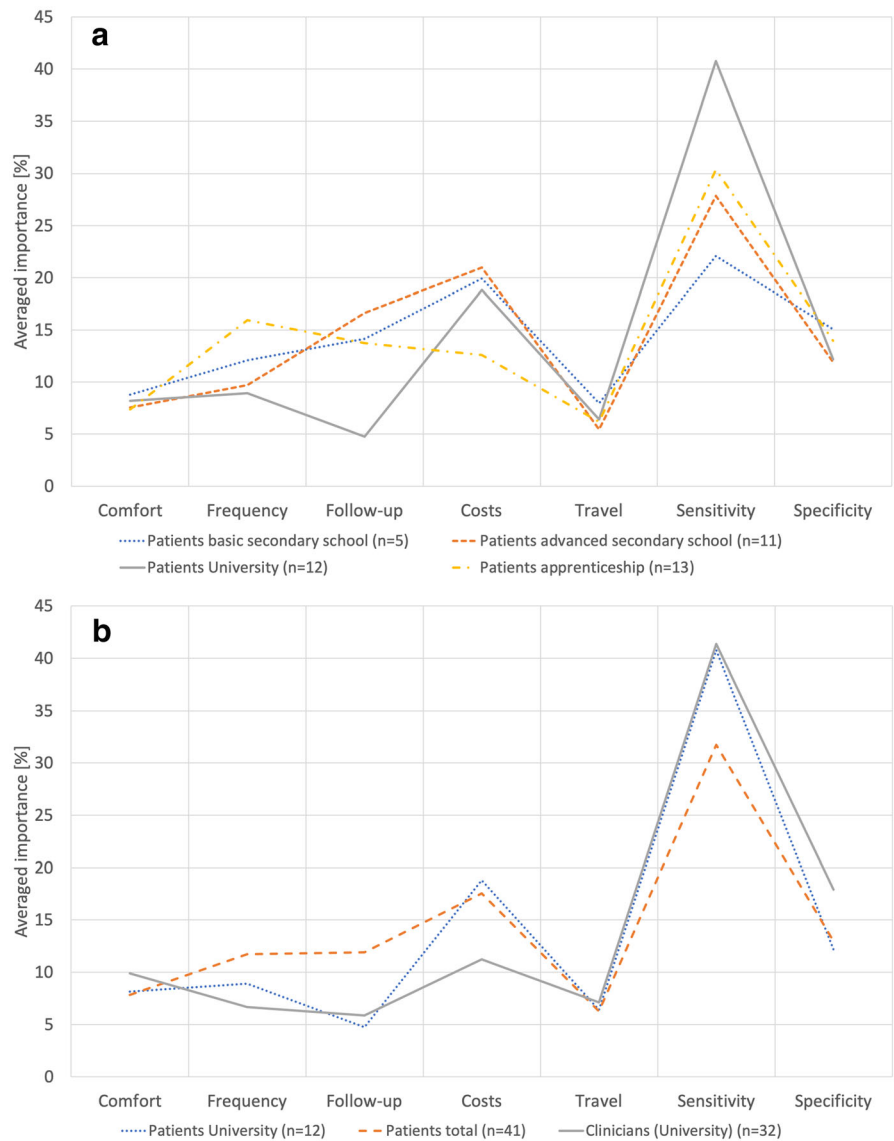 a
45
40
35
30
25
20
15
10
5
0
Averaged importance [%]
Comfort Frequency Follow-up Costs Travel Sensitivity Specificity
Patients basic secondary school (n=5) Patients advanced secondary school (n=11)
Patients University (n=12) Patients apprenticeship (n=13)
b
45
40
35
30
25
20
15
10
5
0
Averaged importance [%]
Comfort Frequency Follow-up Costs Travel Sensitivity Specificity
Patients University (n=12) Patients total (n=41) Clinicians (University) (n=32)